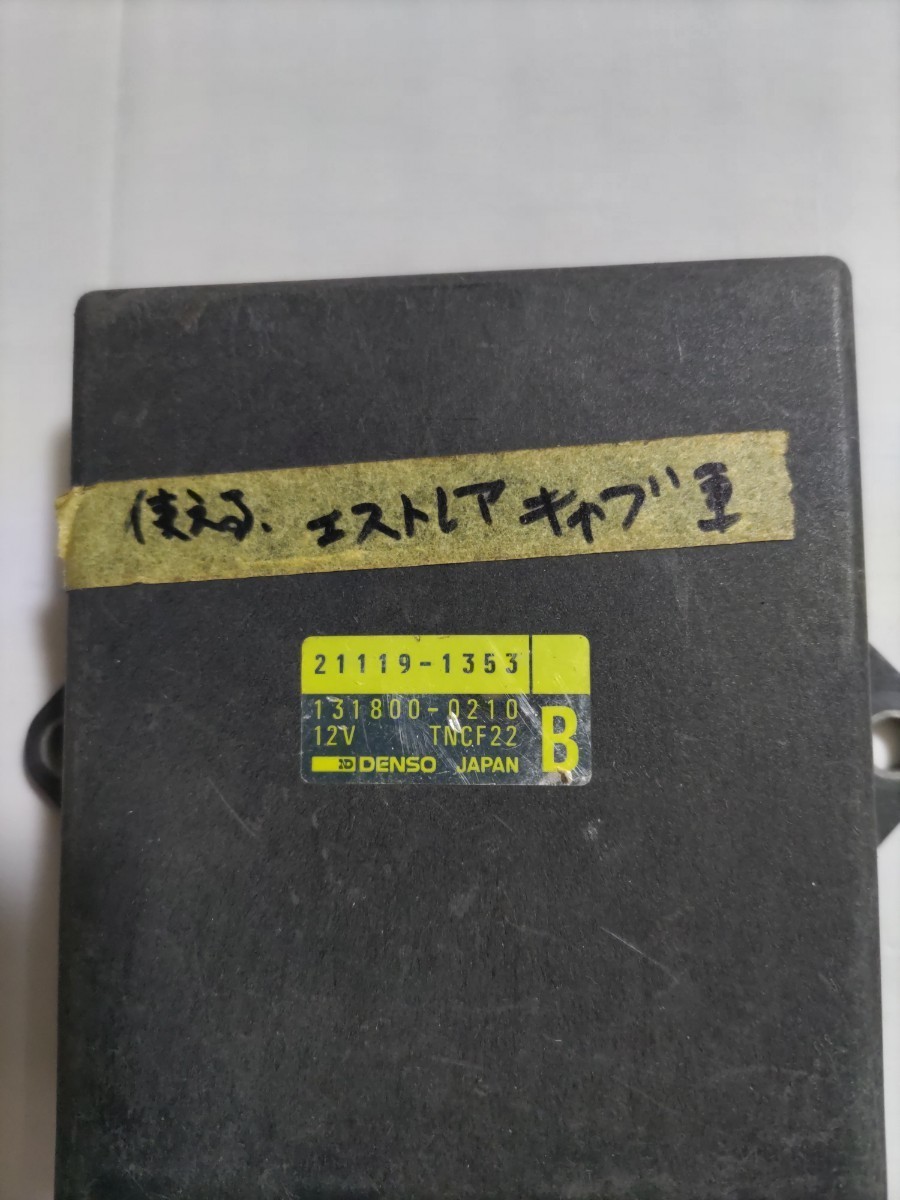 使える、エストレア キャブ車
21119-1353
131800-0210
12V TNCF22 B
DENSO JAPAN